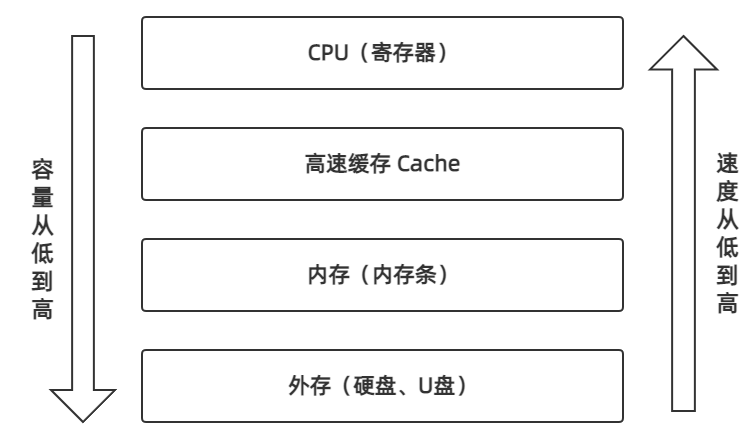 CPU（寄存器）
高速缓存 Cache
内存（内存条）
外存（硬盘、U盘）
容量从低到高
速度从低到高